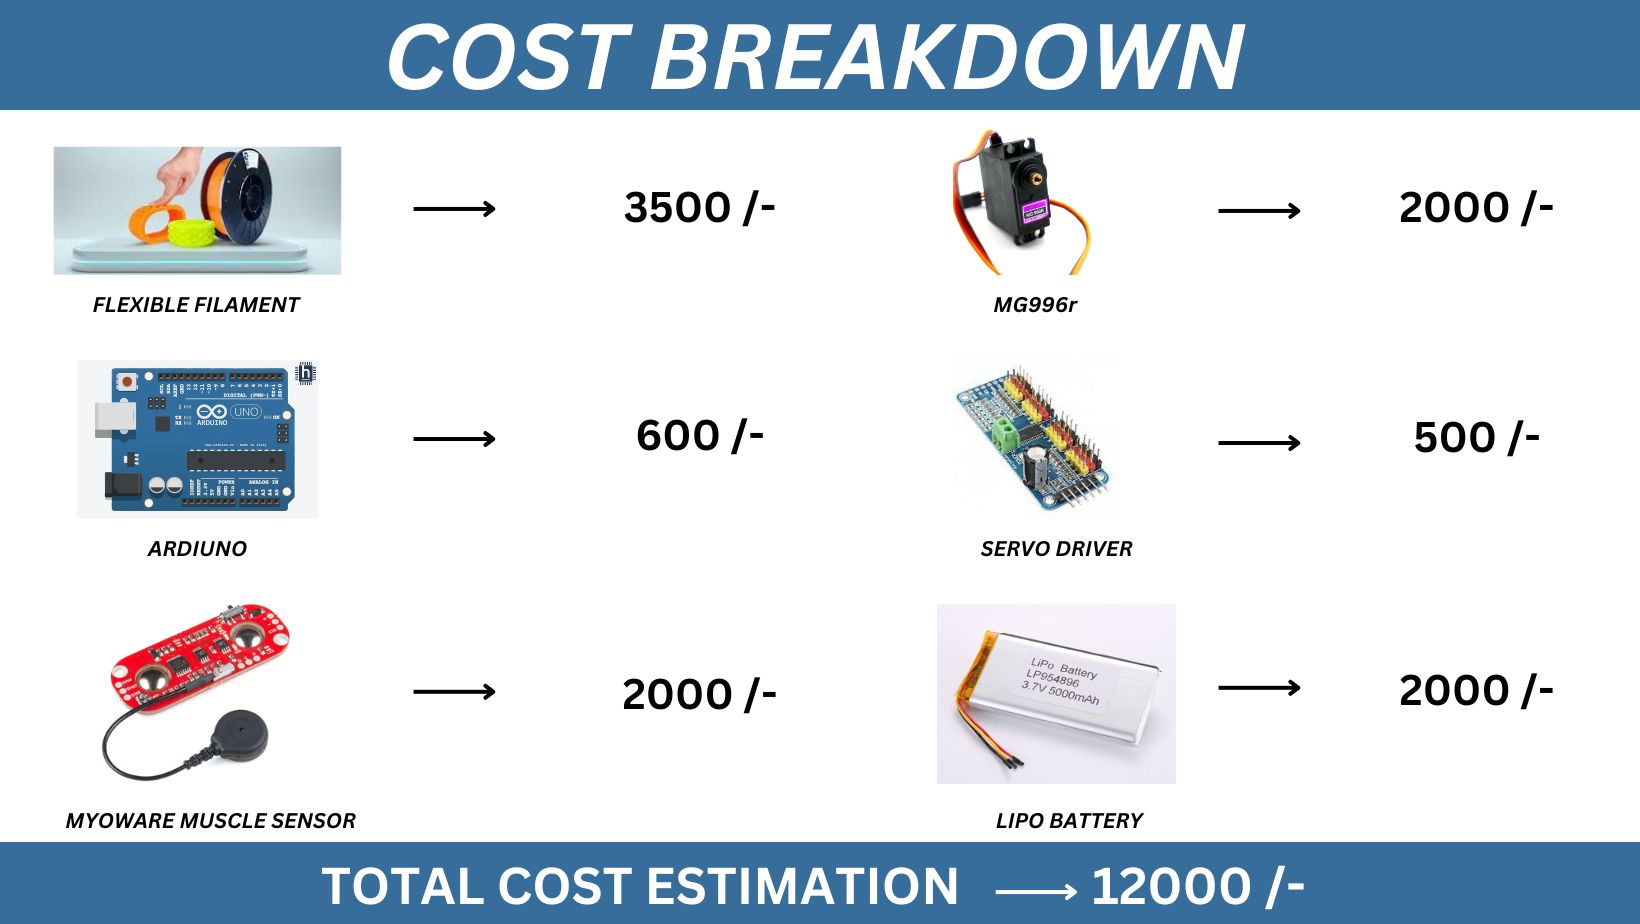 COST BREAKDOWN
3500 /-
2000 /-
FLEXIBLE FILAMENT
MG996r
UNO
ARDUINO
DIGITAL (PWM~)
POWER
ANALOG IN
600 /-
500 /-
ARDIUNO
SERVO DRIVER
LiPo Battery
LP954896
3.7V 5000mAh
2000 /-
2000 /-
MYOWARE MUSCLE SENSOR
LIPO BATTERY
TOTAL COST ESTIMATION
12000 /-